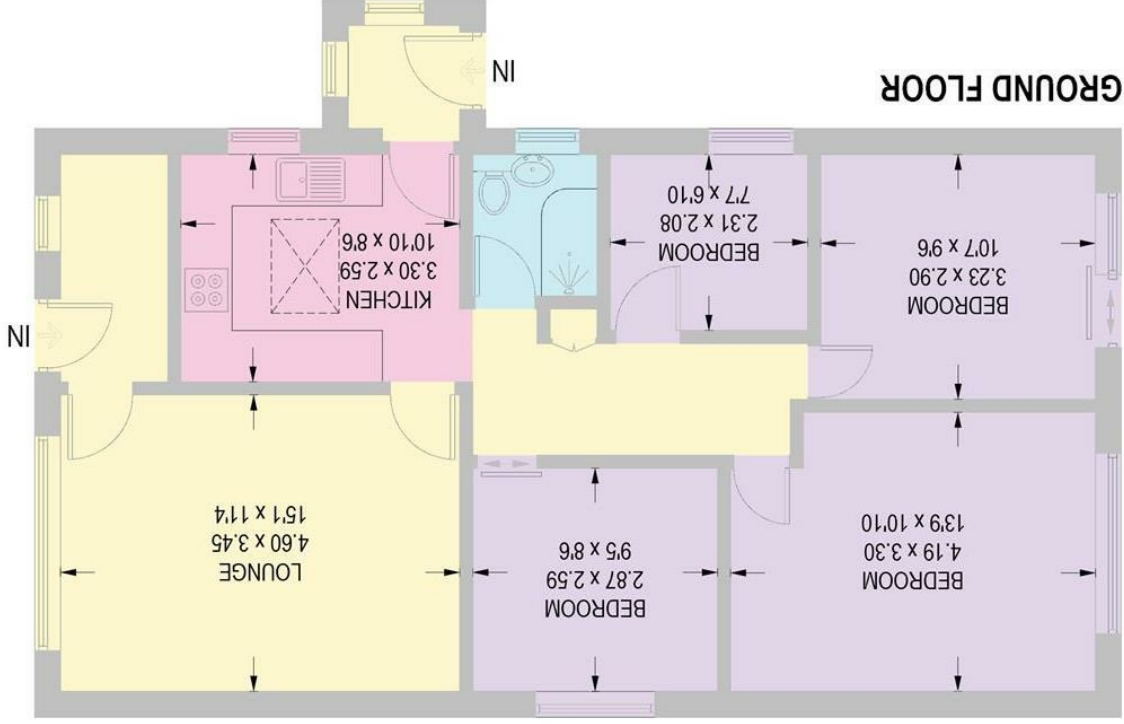 BEDROOM
4.19 x 3.30
13'9 x 10'10
BEDROOM
2.87 x 2.59
9'5 x 8'6
LOUNGE
4.60 x 3.45
15'1 x 11'4
BEDROOM
3.23 x 2.90
10'7 x 9'6
BEDROOM
2.31 x 2.08
7'7 x 6'10
KITCHEN
3.30 x 2.59
10'10 x 8'6
IN
GROUND FLOOR
IN